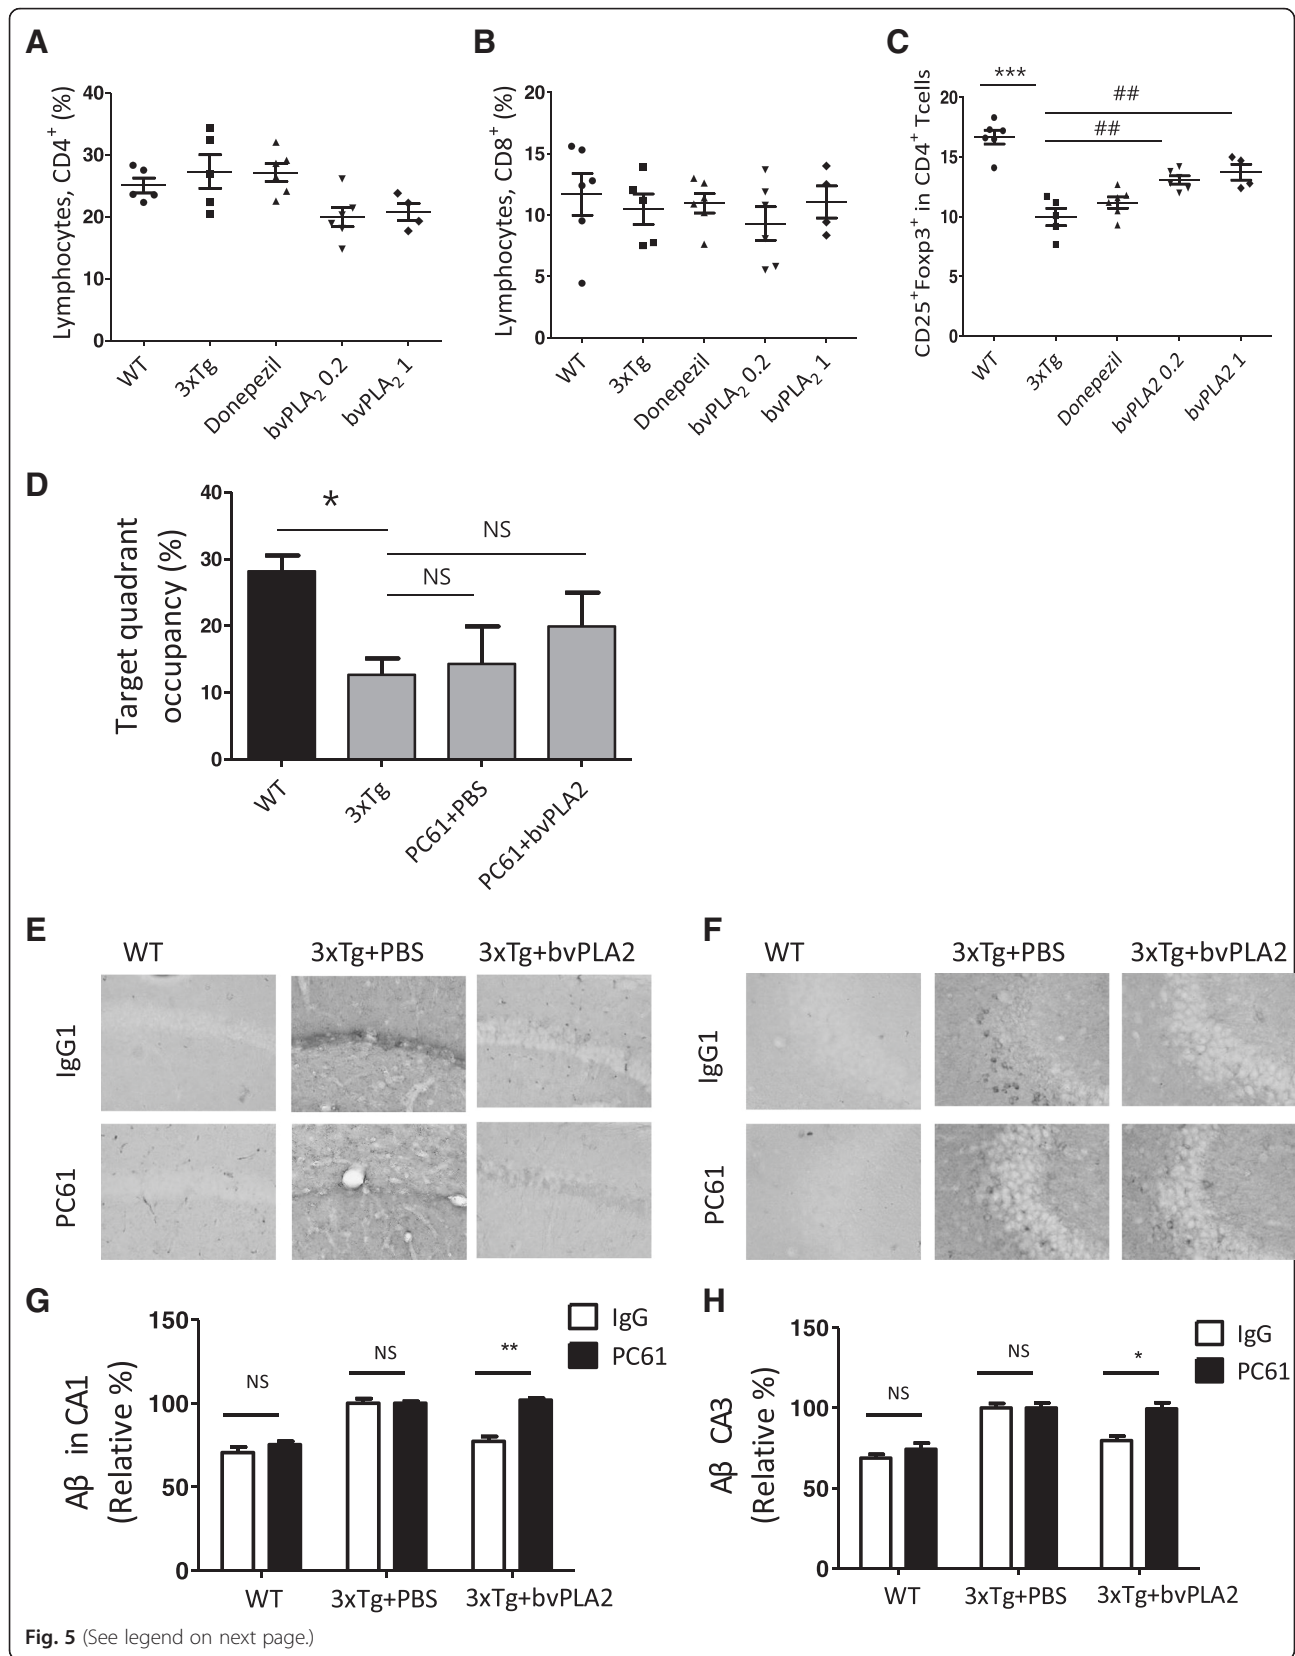 A
Lymphocytes, CD4+ (%)
40
30
20
10
0
WT
3xTg
Donepezil
bvPLA2 0.2
bvPLA2 1
B
Lymphocytes, CD8+ (%)
20
15
10
5
0
WT
3xTg
Donepezil
bvPLA2 0.2
bvPLA2 1
C
CD25+Foxp3+ in CD4+ Tcells
20
15
10
5
0
***
##
##
WT
3xTg
Donepezil
bvPLA2 0.2
bvPLA2 1
D
Target quadrant
occupancy (%)
40
30
20
10
0
*
NS
NS
WT
3xTg
PC61+PBS
PC61+bvPLA2
E
WT 3xTg+PBS 3xTg+bvPLA2
IgG1
PC61
F
WT 3xTg+PBS 3xTg+bvPLA2
IgG1
PC61
G
Aβ in CA1
(Relative %)
150
100
50
0
NS
NS
**
IgG
PC61
WT 3xTg+PBS 3xTg+bvPLA2
H
Aβ CA3
(Relative %)
150
100
50
0
NS
NS
*
IgG
PC61
WT 3xTg+PBS 3xTg+bvPLA2
Fig. 5 (See legend on next page.)